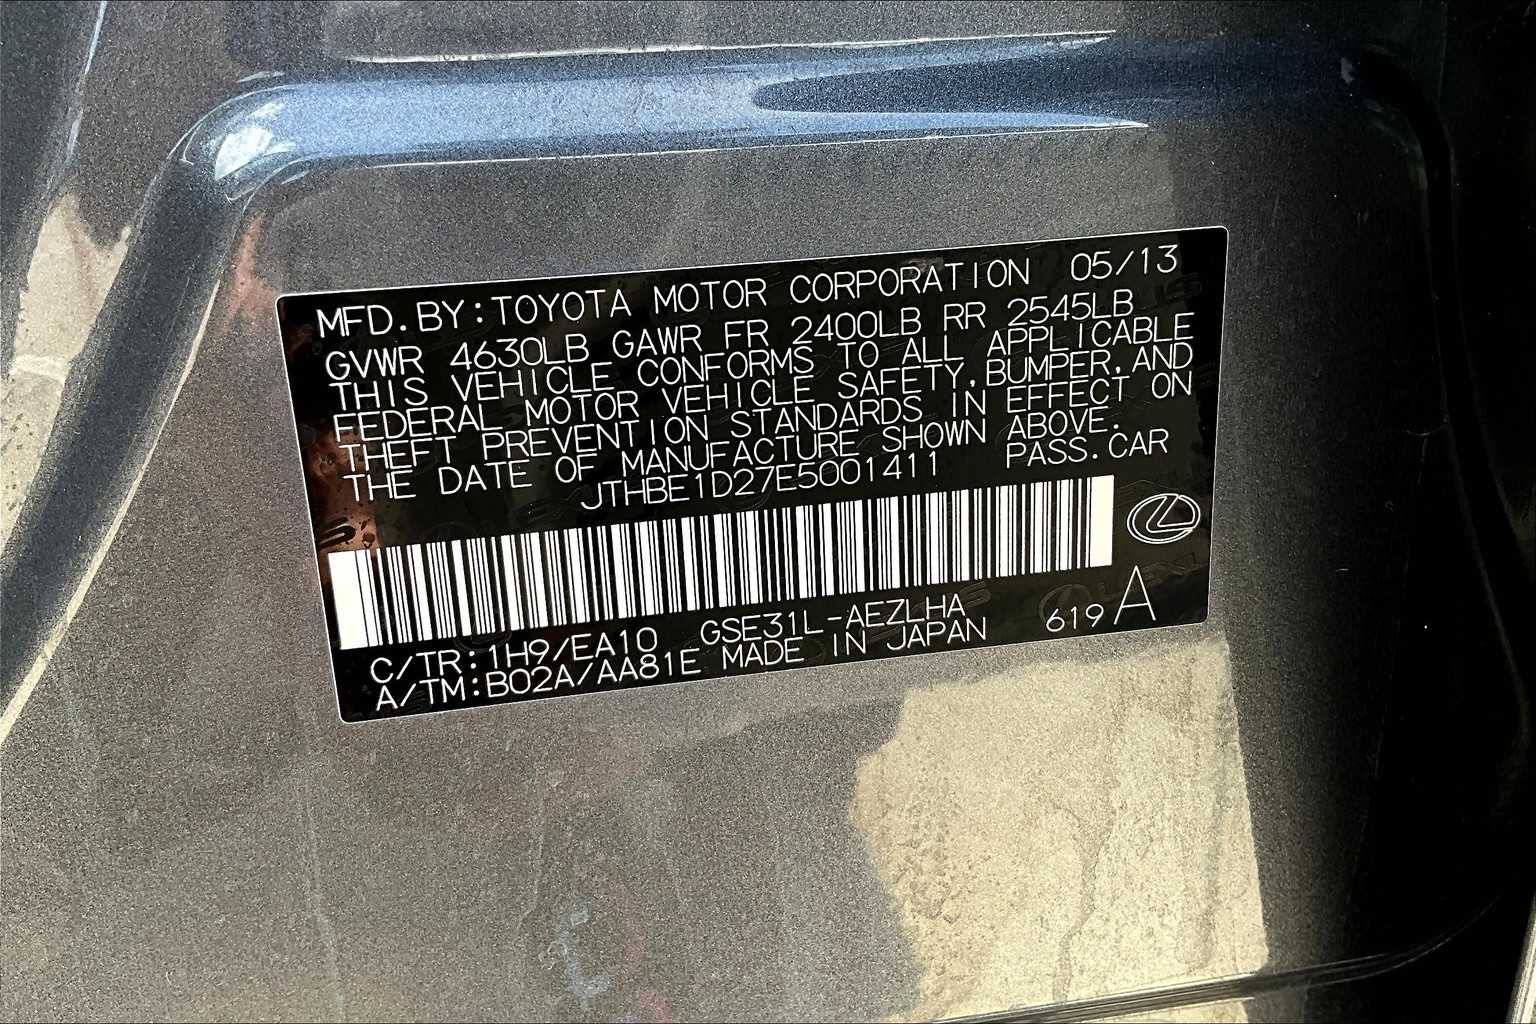 MFD. BY:TOYOTA MOTOR CORPORATION 05/13
GVWR 4630LB GAWR FR 2400LB RR 2545LB
THIS VEHICLE CONFORMS TO ALL APPLICABLE
FEDERAL MOTOR VEHICLE SAFETY,BUMPER,AND
THEFT PREVENTION STANDARDS IN EFFECT ON
THE DATE OF MANUFACTURE SHOWN ABOVE.
JTHBE1D27E5001411 PASS.CAR
C/TR:1H9/EA10 GSE31L-AEZLHA 619A
A/TM:B02A/AA81E MADE IN JAPAN